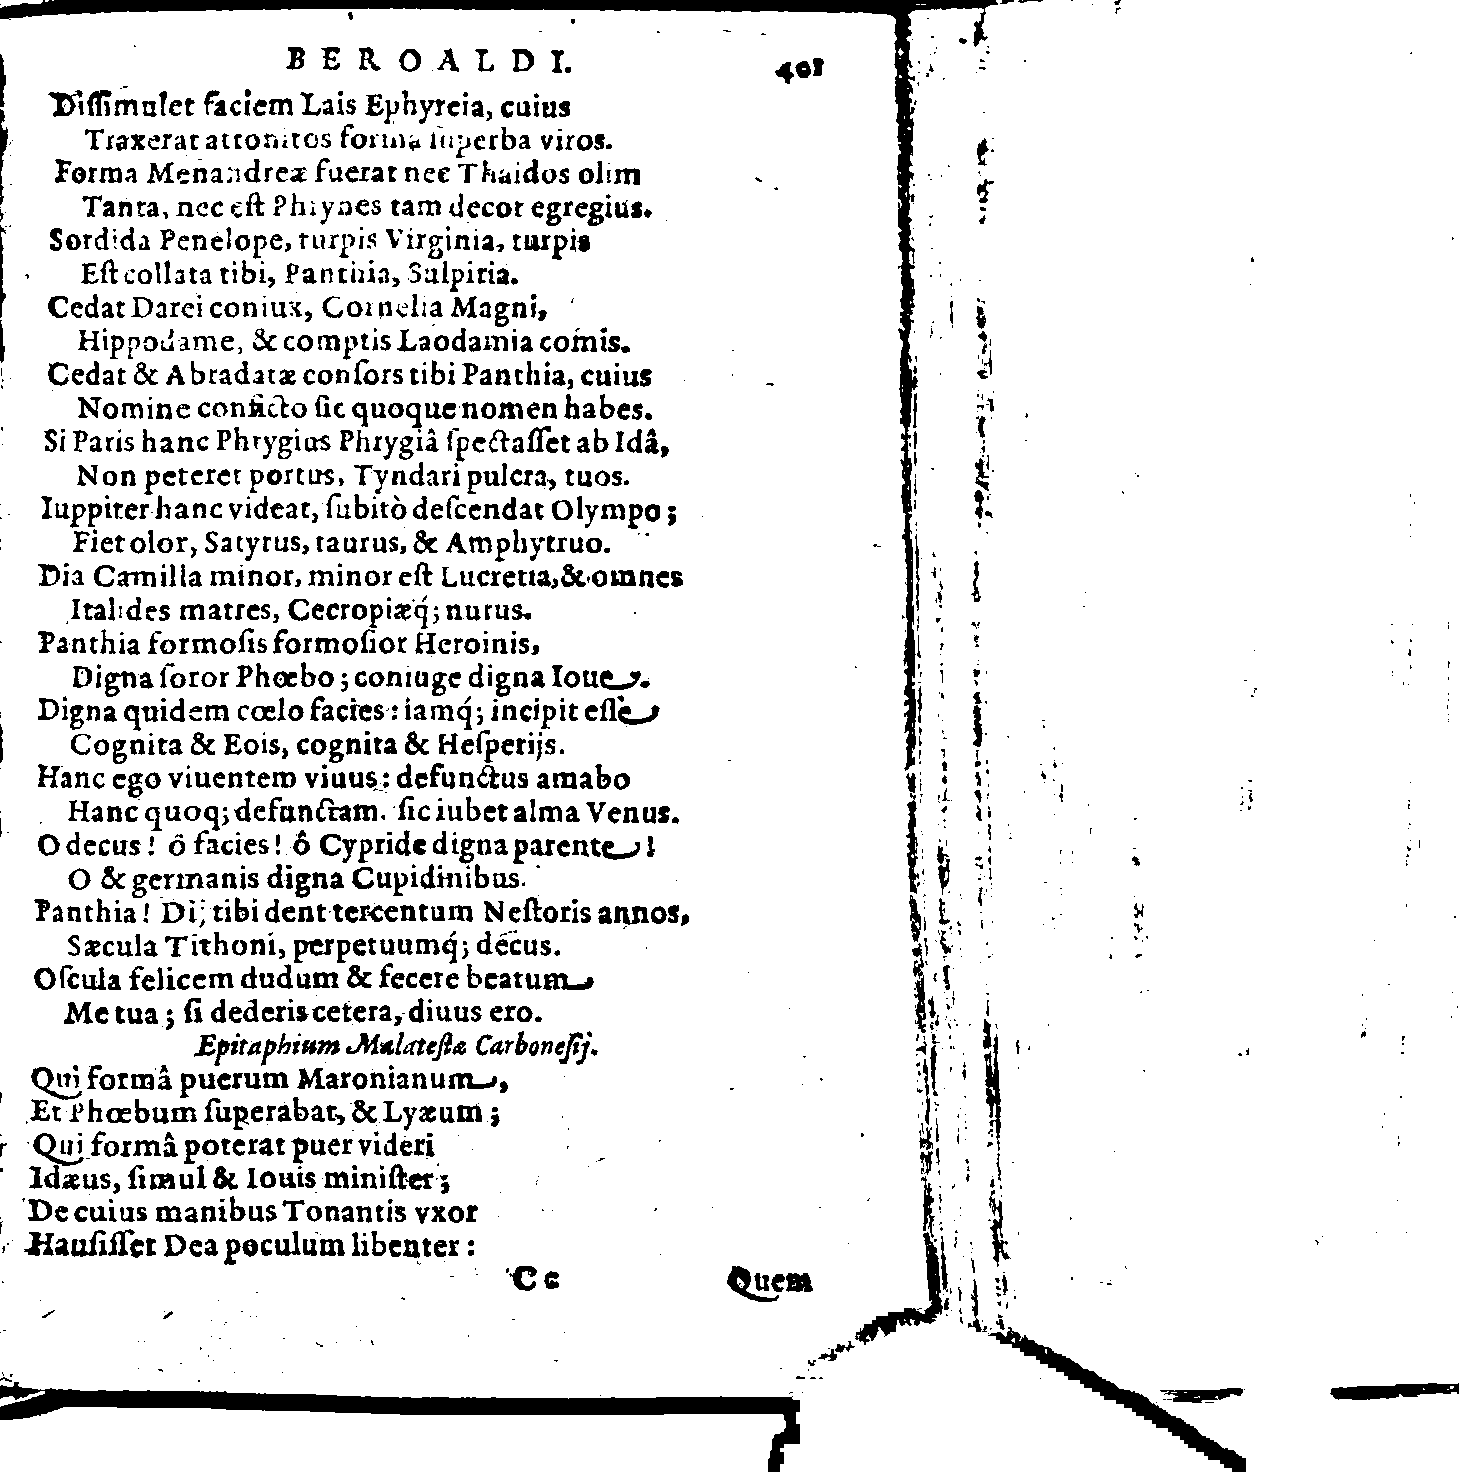 BEROALDI. 401
Diſſimulet faciem Lais Ephyreia, cuius
Traxerat attonitos forma ſuperba viros.
Forma Menandreæ fuerat nec Thaidos olim
Tanta, nec eſt Phrynes tam decor egregius.
Sordida Penelope, turpis Virginia, turpis
Eſt collata tibi, Panthia, Sulpitia.
Cedat Darei coniux, Cornelia Magni,
Hippodame, & comptis Laodamia comis.
Cedat & Abradatæ conſors tibi Panthia, cuius
Nomine conficto ſic quoque nomen habes.
Si Paris hanc Phrygius Phrygiâ ſpectaſſet ab Idâ,
Non peteret portus, Tyndari pulcra, tuos.
Iuppiter hanc videat, ſubitò deſcendat Olympo;
Fiet olor, Satyrus, taurus, & Amphytruo.
Dia Camilla minor, minor eſt Lucretia, & omnes
Italides matres, Cecropiæq́; nurus.
Panthia formoſis formoſior Heroinis,
Digna ſoror Phœbo; coniuge digna Ioue.
Digna quidem cœlo facies: iamq́; incipit eſſe
Cognita & Eois, cognita & Heſperijs.
Hanc ego viuentem viuus: defunctus amabo
Hanc quoq; defunctam. ſic iubet alma Venus.
O decus! ô facies! ô Cypride digna parente!
O & germanis digna Cupidinibus.
Panthia! Dij tibi dent tercentum Neſtoris annos,
Sæcula Tithoni, perpetuumq́; decus.
Oſcula felicem dudum & fecere beatum
Me tua; ſi dederis cetera, diuus ero.
Epitaphium Malateſtæ Carboneſij.
Qui formâ puerum Maronianum,
Et Phœbum ſuperabat, & Lyæum;
Qui formâ poterat puer videri
Idæus, ſimul & Iouis miniſter;
De cuius manibus Tonantis vxor
Hauſiſſet Dea poculum libenter:
Cc Quem